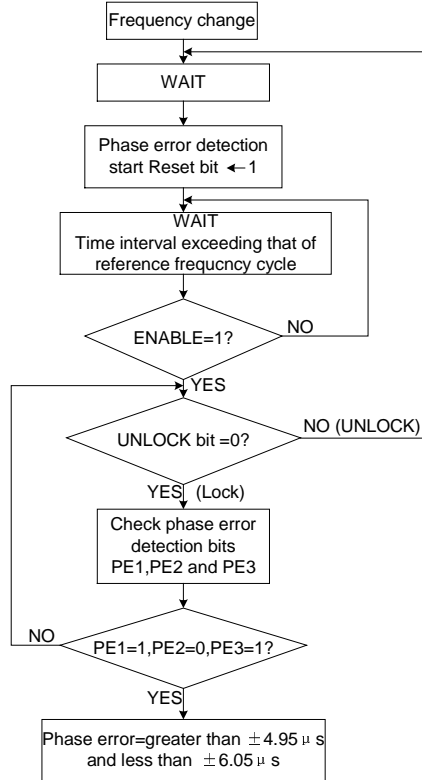 Frequency change
WAIT
Phase error detection
start Reset bit ←1
WAIT
Time interval exceeding that of
reference frequcncy cycle
ENABLE=1?
NO
YES
UNLOCK bit =0?
NO (UNLOCK)
YES (Lock)
Check phase error
detection bits
PE1,PE2 and PE3
PE1=1,PE2=0,PE3=1?
NO
YES
Phase error=greater than ±4.95μs
and less than ±6.05μs